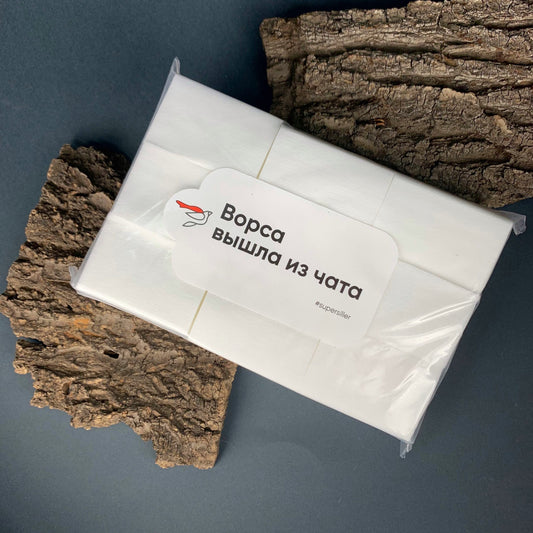 Ворса
вышла из чата
#supersiller